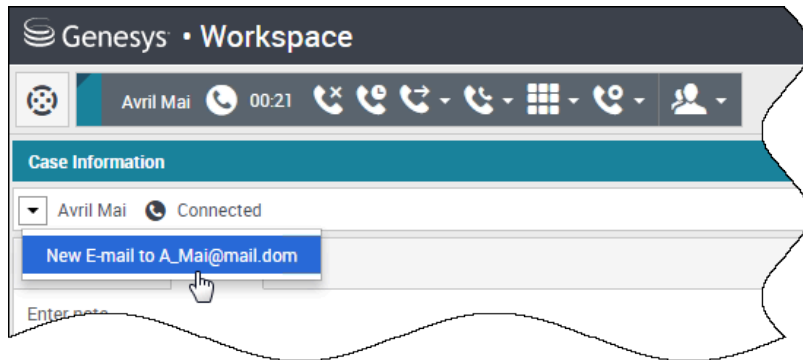 Genesys • Workspace
Avril Mai 00:21
Case Information
Avril Mai Connected
New E-mail to A_Mai@mail.dom
Enter note